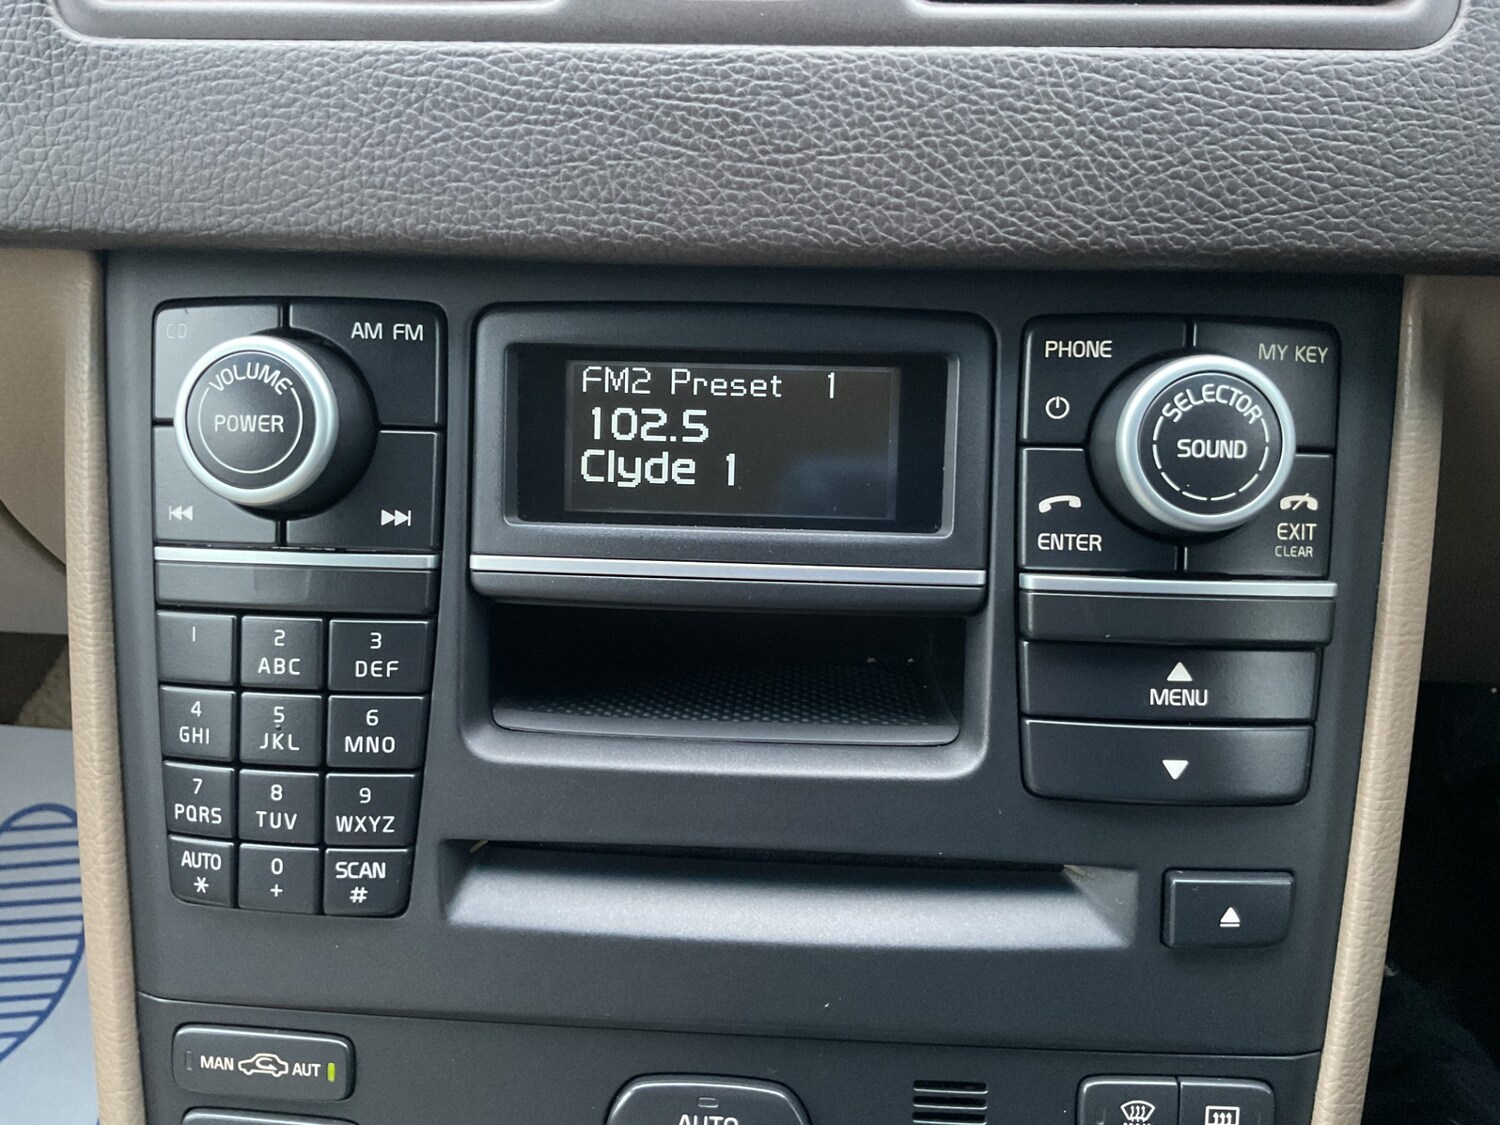 CD
AM FM
VOLUME
POWER
FM2 Preset 1
102.5
Clyde 1
PHONE
MY KEY
SELECTOR
SOUND
ENTER
EXIT
CLEAR
1
2
ABC
3
DEF
4
GHI
5
JKL
6
MNO
7
PQRS
8
TUV
9
WXYZ
AUTO
*
0
+
SCAN
#
MENU
MAN AUT
AUTO
MAX